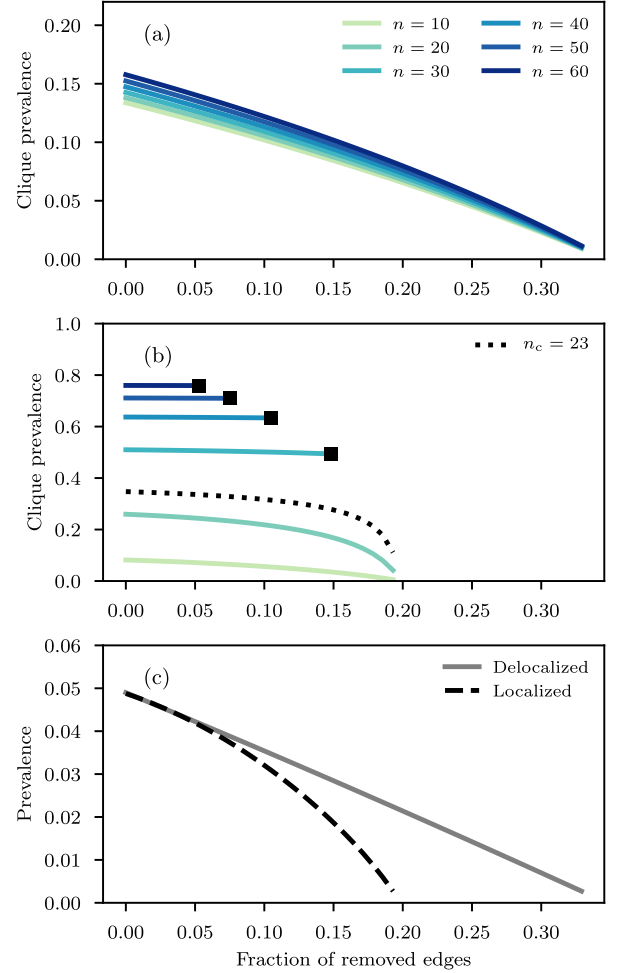 (a)
n = 10
n = 20
n = 30
n = 40
n = 50
n = 60
Clique prevalence
0.20
0.15
0.10
0.05
0.00
0.00 0.05 0.10 0.15 0.20 0.25 0.30
(b)
n_c = 23
Clique prevalence
1.0
0.8
0.6
0.4
0.2
0.0
0.00 0.05 0.10 0.15 0.20 0.25 0.30
(c)
Delocalized
Localized
Prevalence
0.06
0.05
0.04
0.03
0.02
0.01
0.00
0.00 0.05 0.10 0.15 0.20 0.25 0.30
Fraction of removed edges